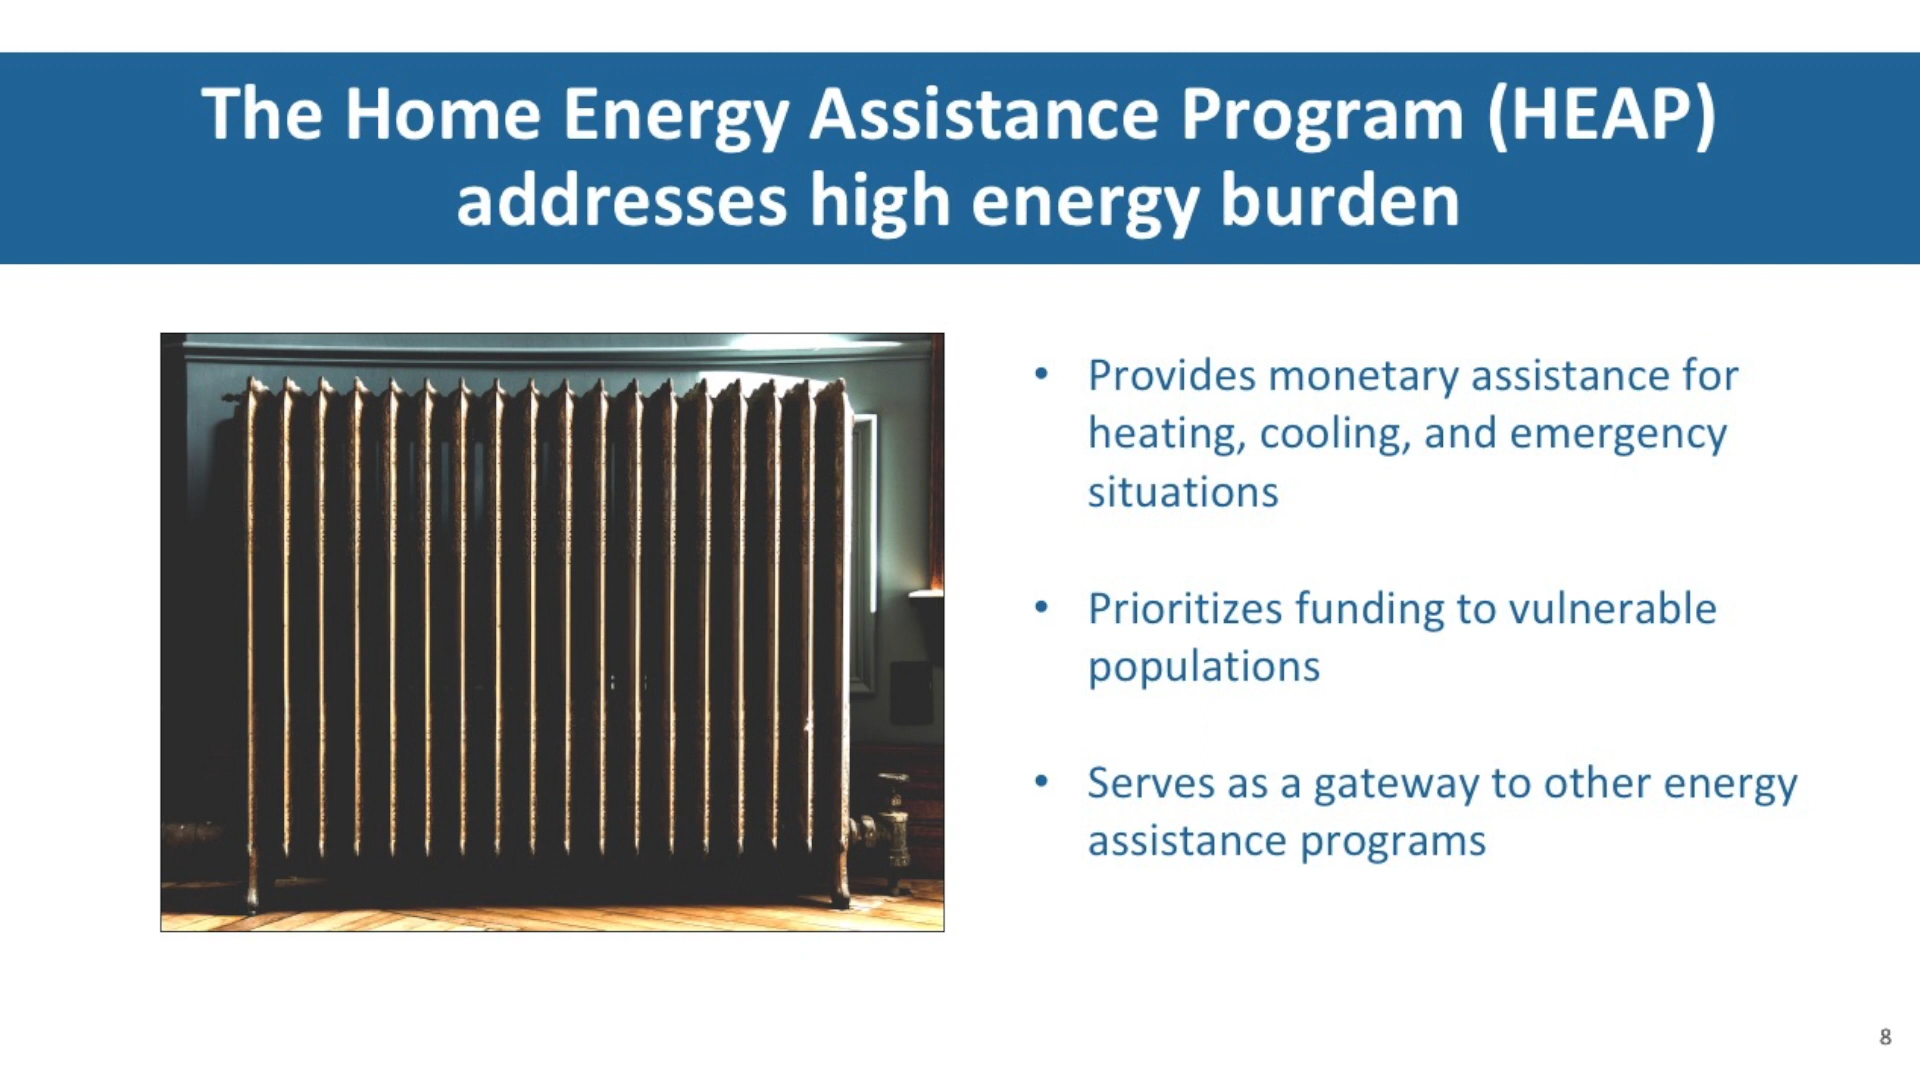 The Home Energy Assistance Program (HEAP)
addresses high energy burden
• Provides monetary assistance for
heating, cooling, and emergency
situations
• Prioritizes funding to vulnerable
populations
• Serves as a gateway to other energy
assistance programs
8